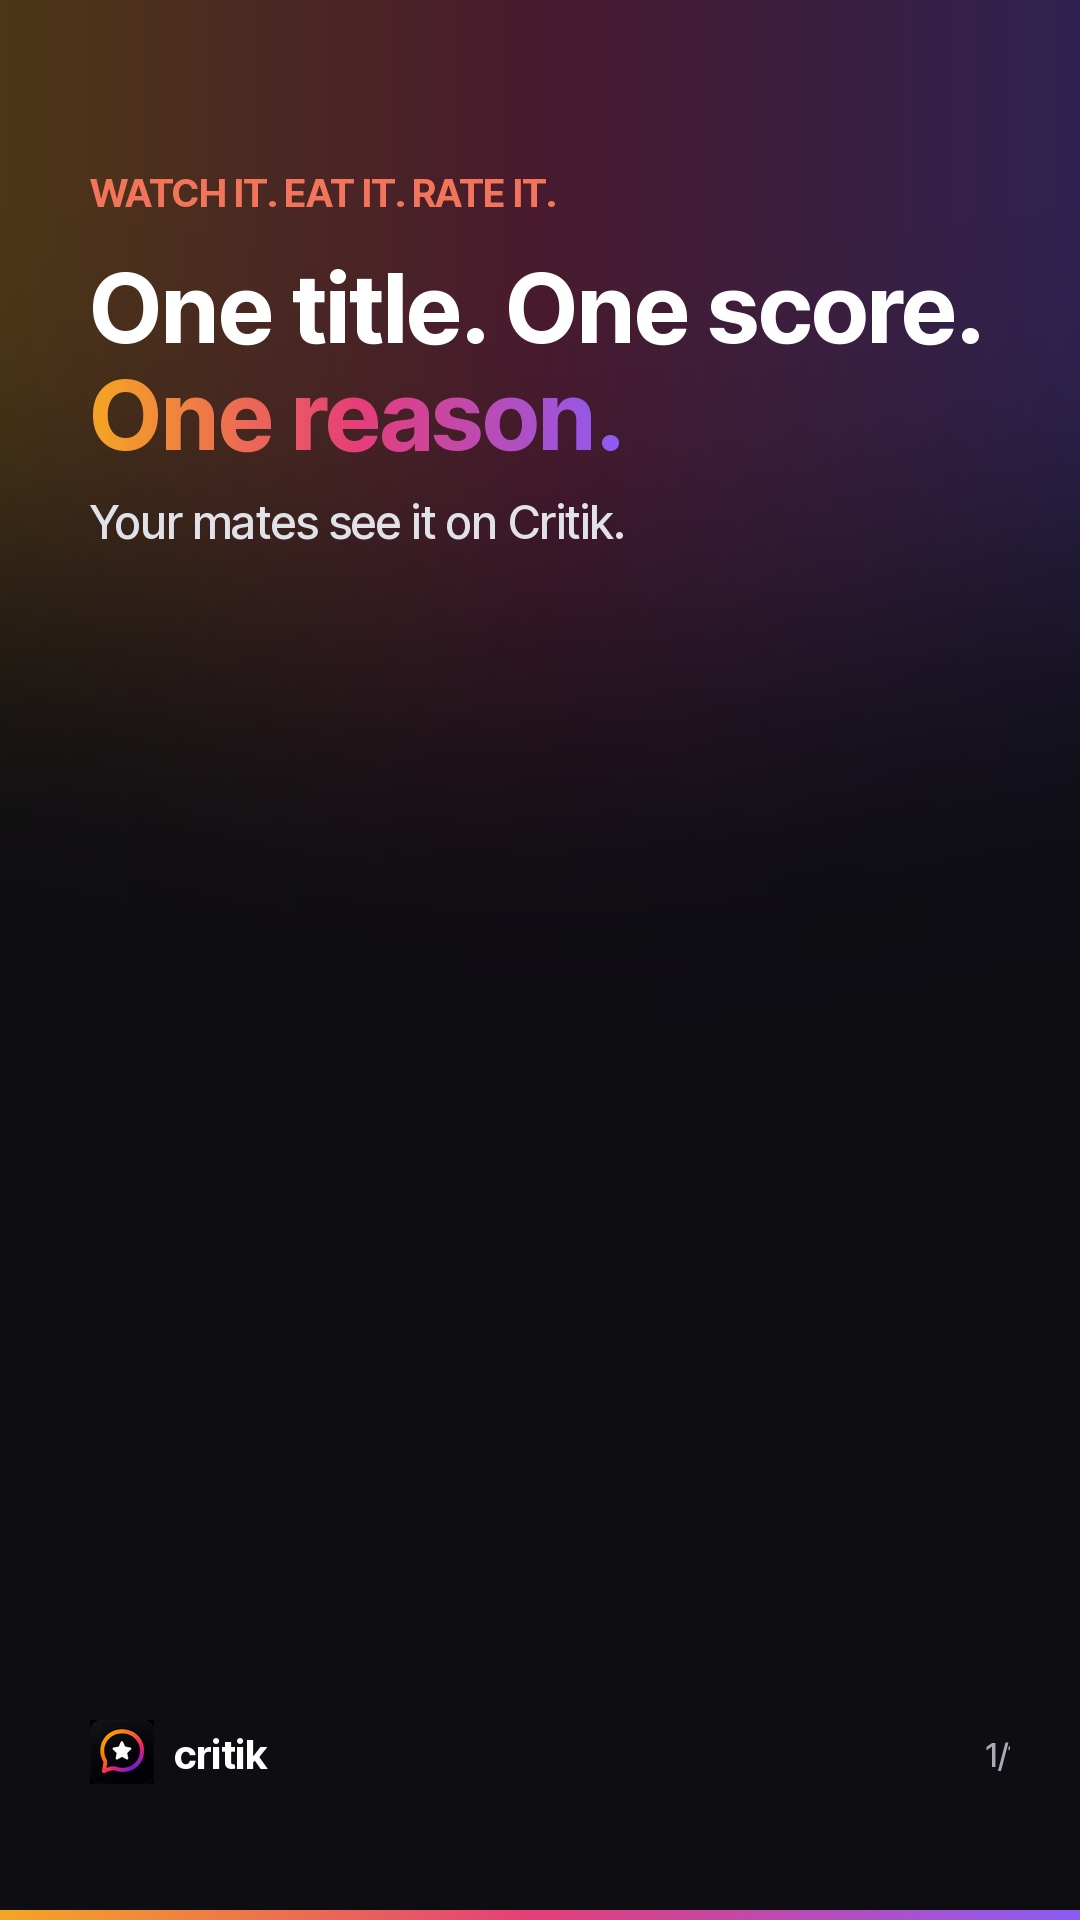 WATCH IT. EAT IT. RATE IT.
One title. One score.
One reason.
Your mates see it on Critik.
critik
1/